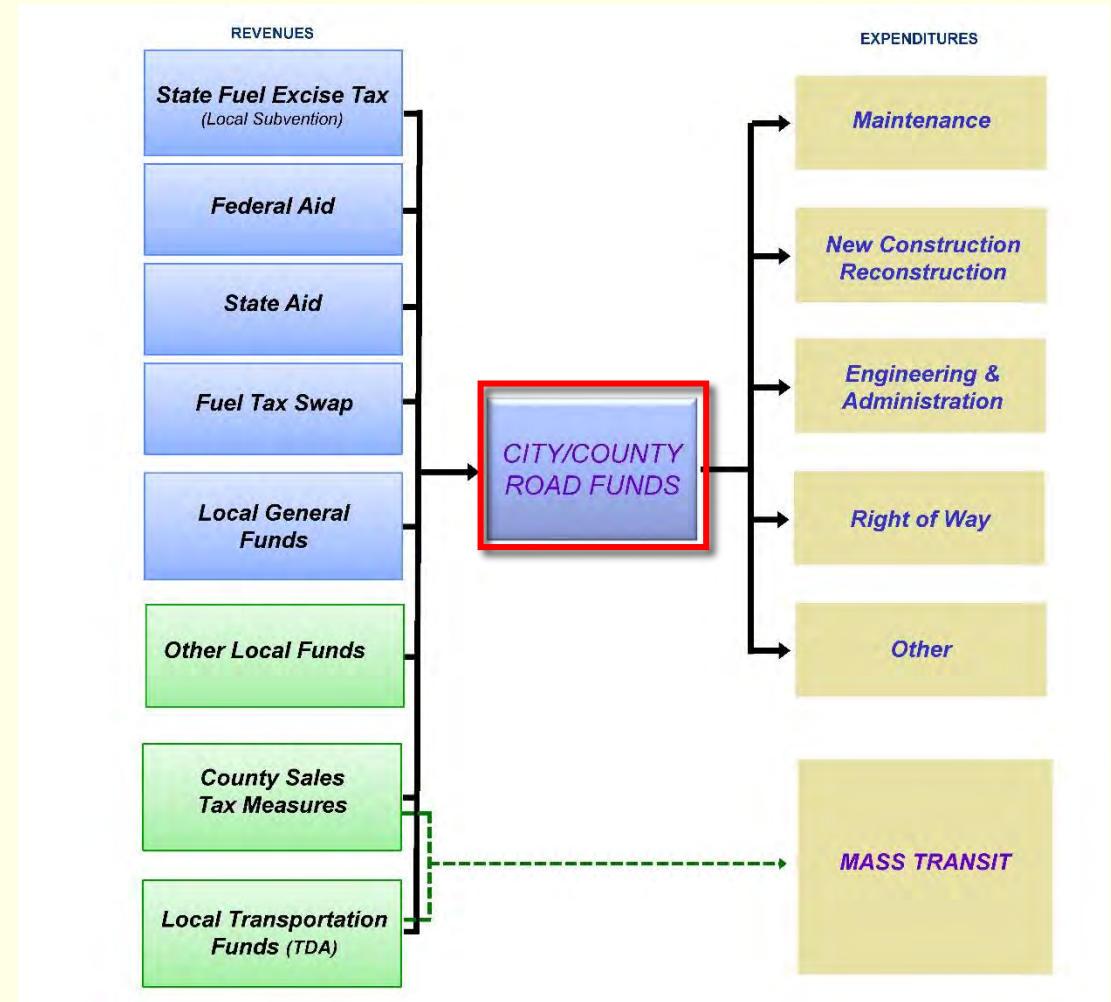 REVENUES
State Fuel Excise Tax
(Local Subvention)
Federal Aid
State Aid
Fuel Tax Swap
Local General
Funds
Other Local Funds
County Sales
Tax Measures
Local Transportation
Funds (TDA)
CITY/COUNTY
ROAD FUNDS
EXPENDITURES
Maintenance
New Construction
Reconstruction
Engineering &
Administration
Right of Way
Other
MASS TRANSIT